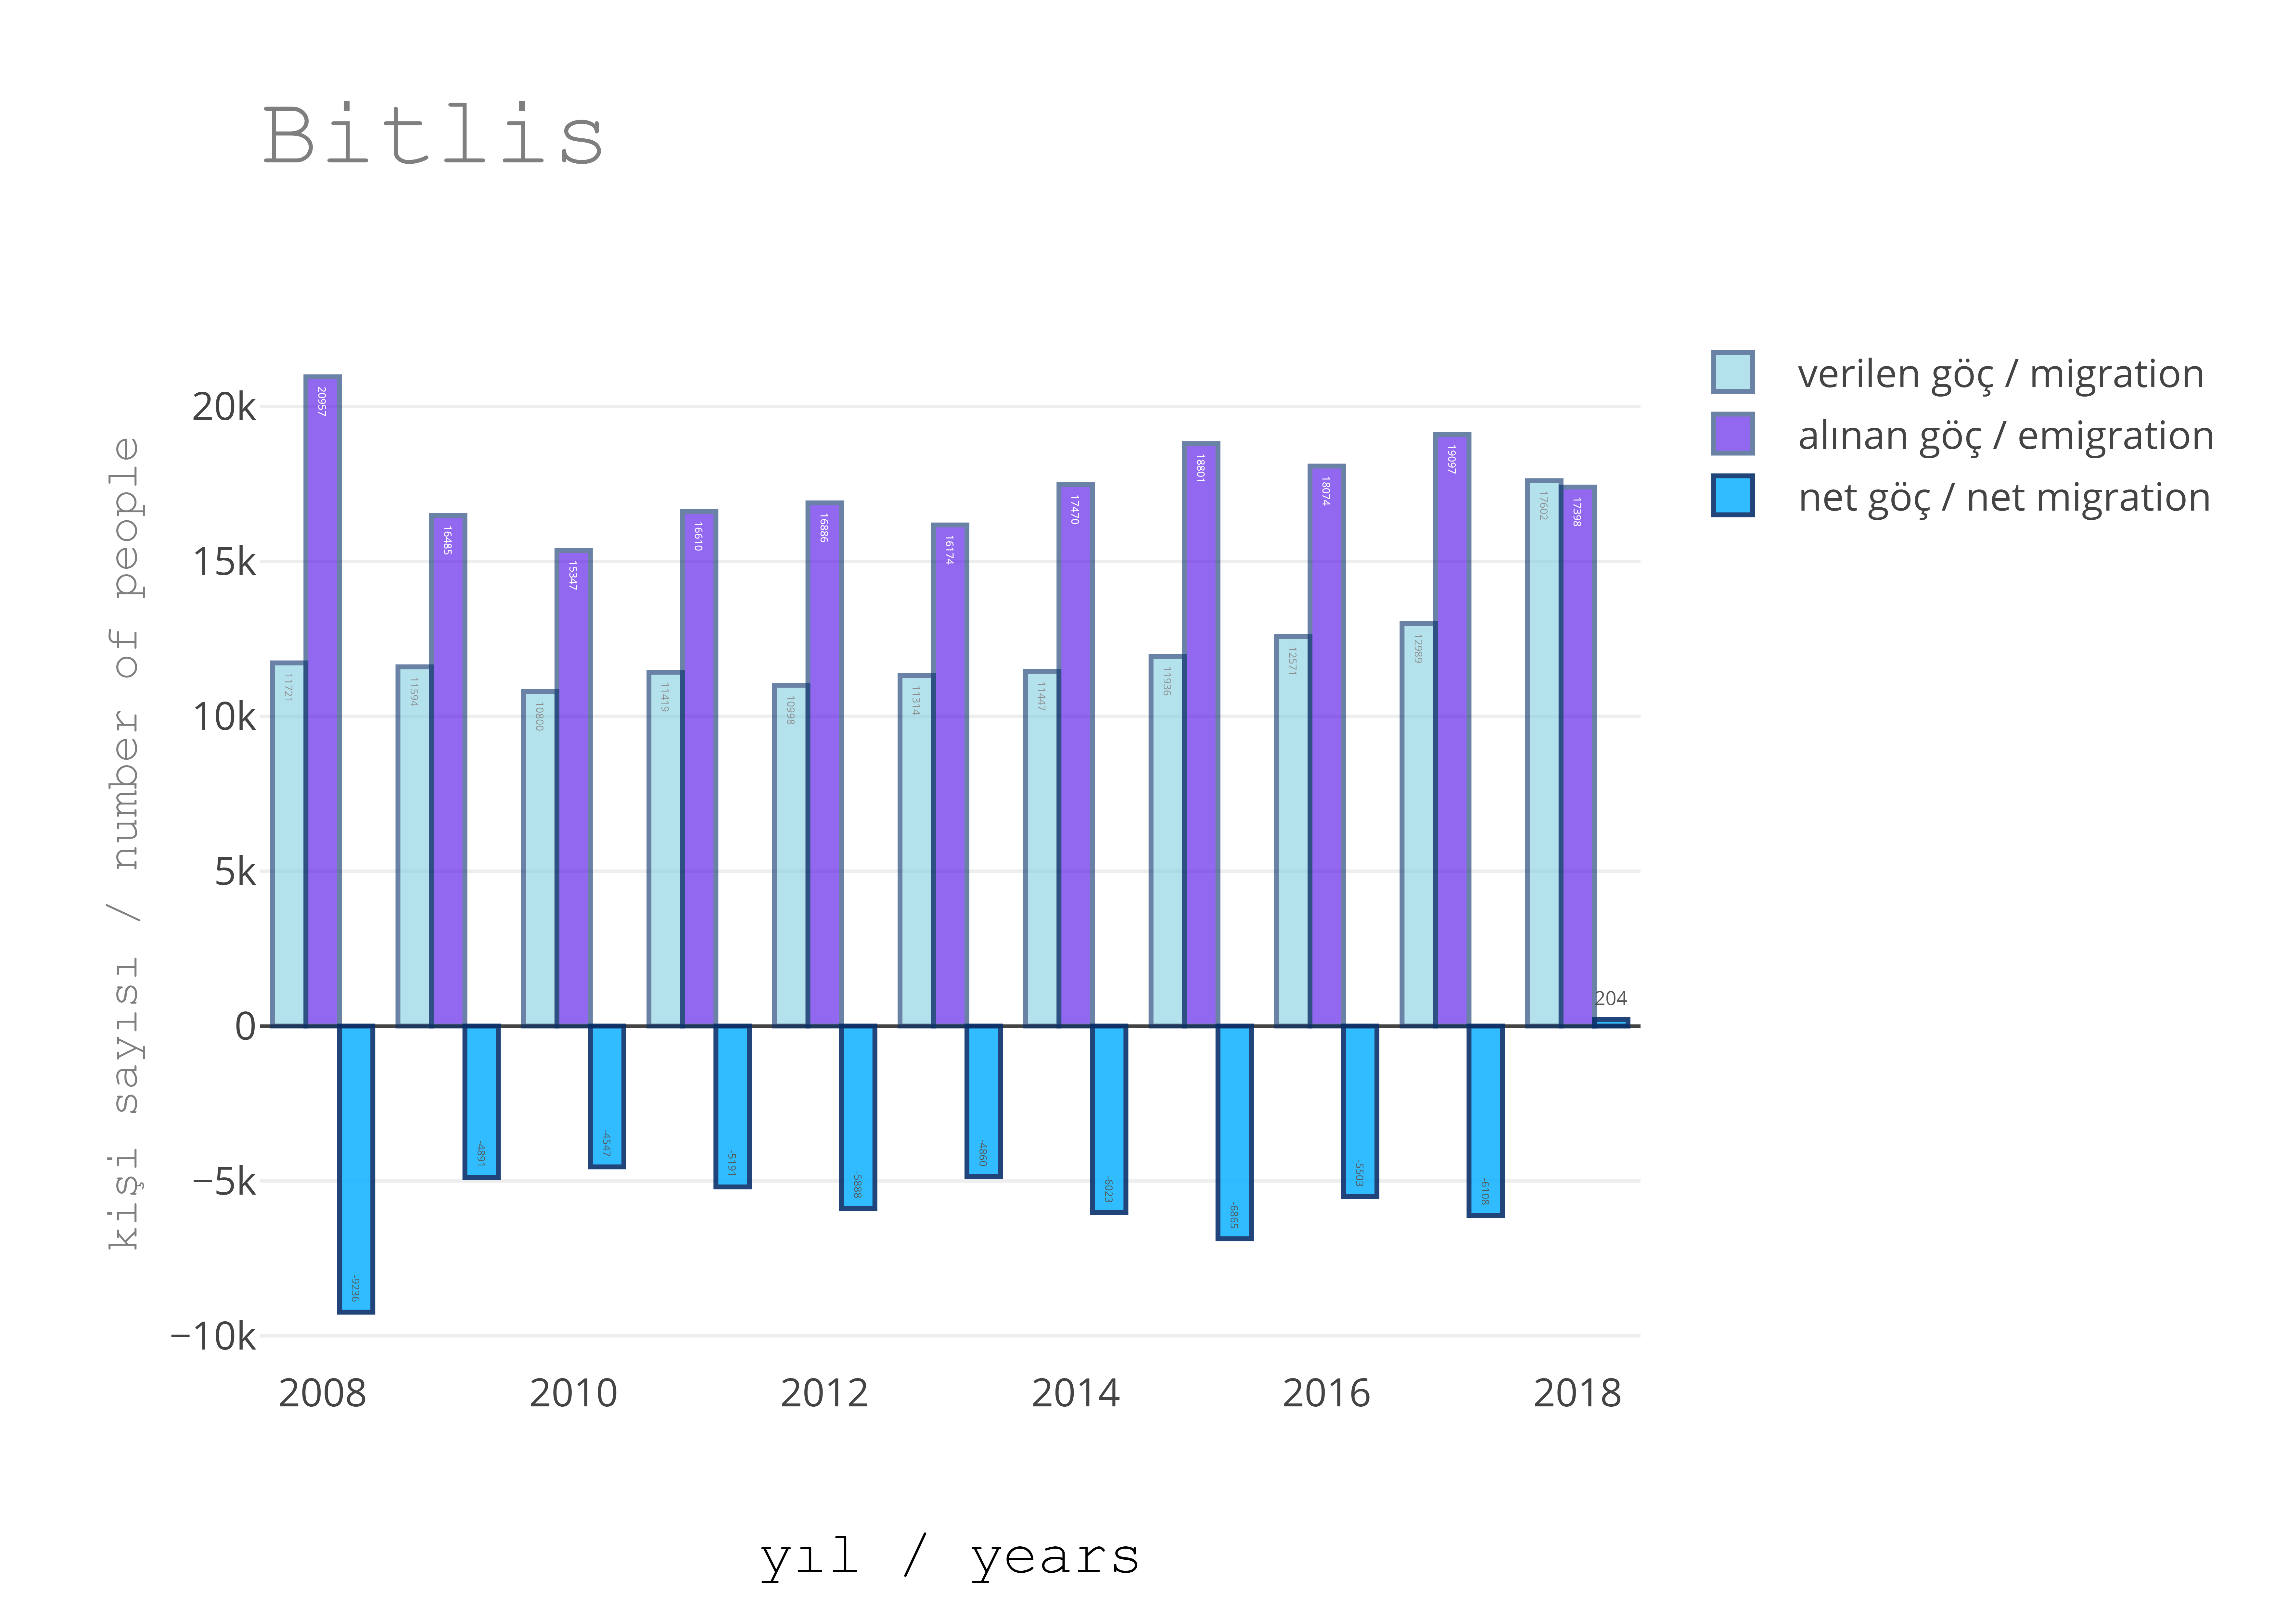 Bitlis
verilen göç / migration
alınan göç / emigration
net göç / net migration
kişi sayısı / number of people
20k
15k
10k
5k
0
−5k
−10k
11721
20957
-9236
11594
16485
-4891
10800
15347
-4547
11419
16610
-5191
10998
16886
-5888
11314
16174
-4860
11447
17470
-6023
11936
18801
-6865
12571
18074
-5503
12989
19097
-6108
17602
17398
204
2008 2010 2012 2014 2016 2018
yıl / years